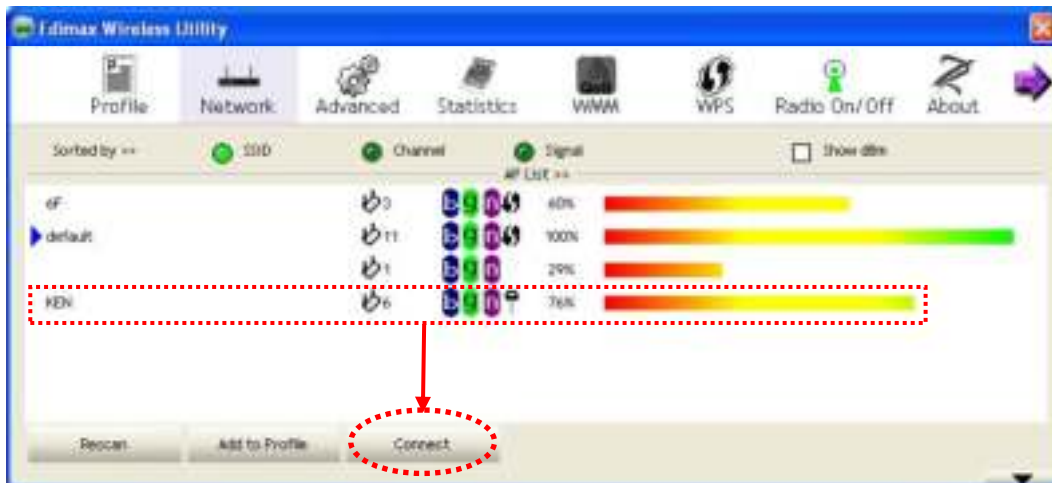 Edimax Wireless Utility
Profile Network Advanced Statistics WMM WPS Radio On/Off About
Sorted by >> SSID Channel Signal Show dBm
AP List >>
6F 3 b g n 60%
default 11 b g n 100%
1 b g n 29%
KEN 6 b g n 76%
Rescan Add to Profile Connect